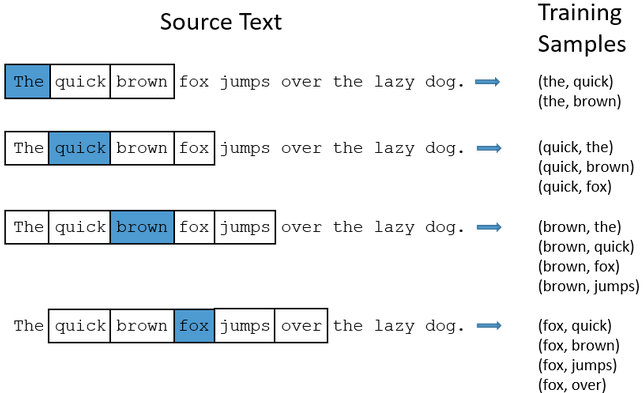 Source Text
Training
Samples
The quick brown fox jumps over the lazy dog.
(the, quick)
(the, brown)
The quick brown fox jumps over the lazy dog.
(quick, the)
(quick, brown)
(quick, fox)
The quick brown fox jumps over the lazy dog.
(brown, the)
(brown, quick)
(brown, fox)
(brown, jumps)
The quick brown fox jumps over the lazy dog.
(fox, quick)
(fox, brown)
(fox, jumps)
(fox, over)